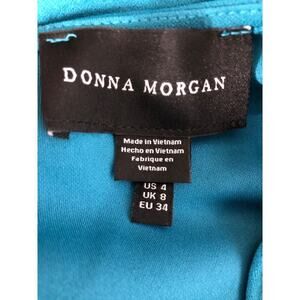 DONNA MORGAN
Made in Vietnam
Hecho en Vietnam
Fabrique en
Vietnam
US 4
UK 8
EU 34